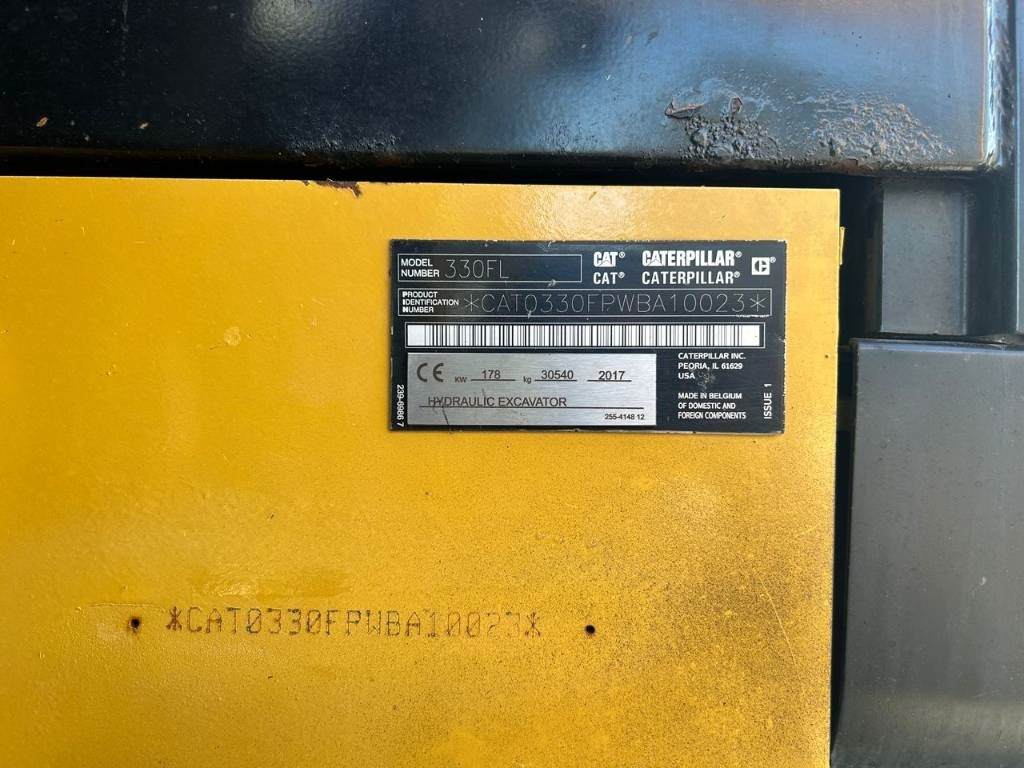 MODEL NUMBER 330FL
CAT® CATERPILLAR®
CAT® CATERPILLAR®
C®
PRODUCT IDENTIFICATION NUMBER *CAT0330FPWBA10023*
CE KW 178 kg 30540 2017
HYDRAULIC EXCAVATOR
255-4148 12
CATERPILLAR INC.
PEORIA, IL 61629
USA
MADE IN BELGIUM
OF DOMESTIC AND
FOREIGN COMPONENTS
ISSUE 1
239-6986 7
*CAT0330FPWBA10023*